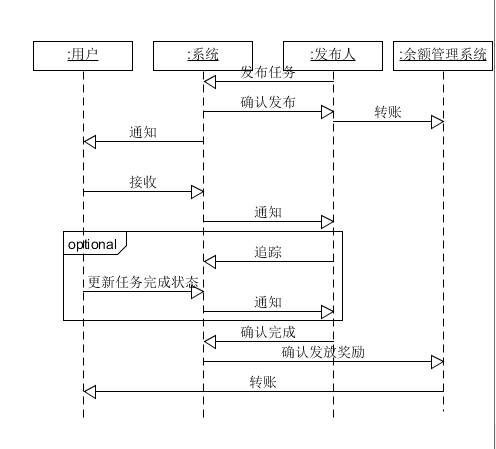 :用户
:系统
:发布人
:余额管理系统
发布任务
确认发布
转账
通知
接收
通知
optional
追踪
更新任务完成状态
通知
确认完成
确认发放奖励
转账